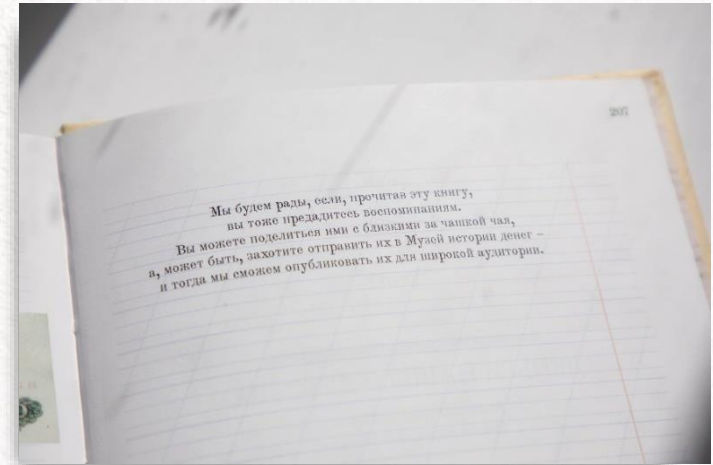 207
Мы будем рады, если, прочитав эту книгу,
вы тоже предадитесь воспоминаниям.
Вы можете поделиться ими с близкими за чашкой чая,
а, может быть, захотите отправить их в Музей истории денег –
и тогда мы сможем опубликовать их для широкой аудитории.